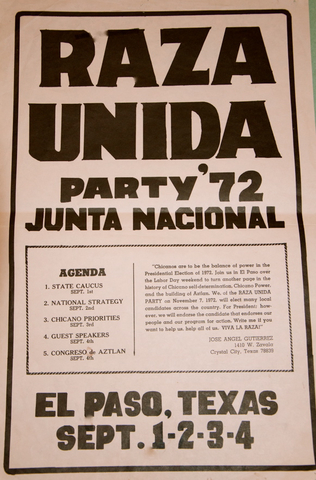 RAZA
UNIDA
PARTY '72
JUNTA NACIONAL
AGENDA
1. STATE CAUCUS
SEPT. 1st
2. NATIONAL STRATEGY
SEPT. 2nd
3. CHICANO PRIORITIES
SEPT. 3rd
4. GUEST SPEAKERS
SEPT. 4th
5. CONGRESO de AZTLAN
SEPT. 4th
"Chicanos are to be the balance of power in the
Presidential Election of 1972. Join us in El Paso over
the Labor Day weekend to turn another page in the
history of Chicano self-determination, Chicano Power,
and the building of Aztlan. We, of the RAZA UNIDA
PARTY on November 7, 1972, will elect many local
candidates across the country. For President: how-
ever, we will endorse the candidate that endorses our
people and our program for action. Write me if you
want to help us, help all of us. VIVA LA RAZA!"
JOSE ANGEL GUTIERREZ
1410 W. Zavala
Crystal City, Texas 78839
EL PASO, TEXAS
SEPT. 1-2-3-4